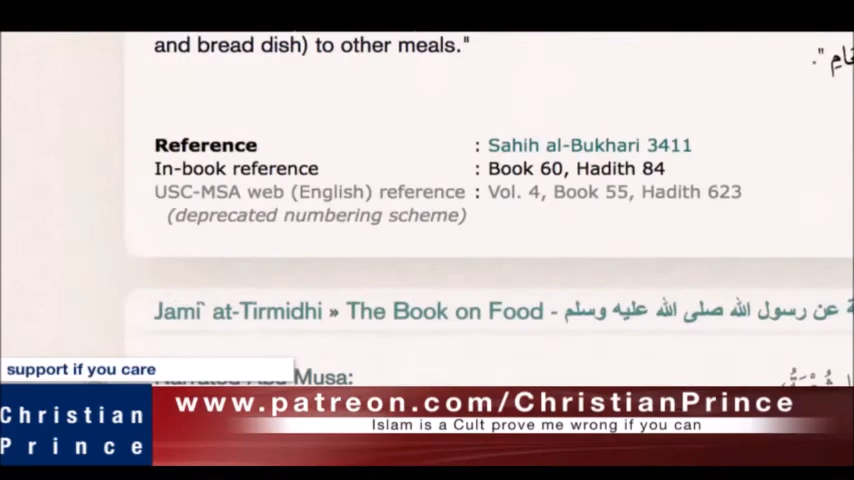 and bread dish) to other meals."
Reference : Sahih al-Bukhari 3411
In-book reference : Book 60, Hadith 84
USC-MSA web (English) reference : Vol. 4, Book 55, Hadith 623
(deprecated numbering scheme)
Jami` at-Tirmidhi » The Book on Food - عن رسول الله صلى الله عليه وسلم
support if you care
Narrated Abu Musa:
Christian
Prince
www.patreon.com/ChristianPrince
Islam is a Cult prove me wrong if you can